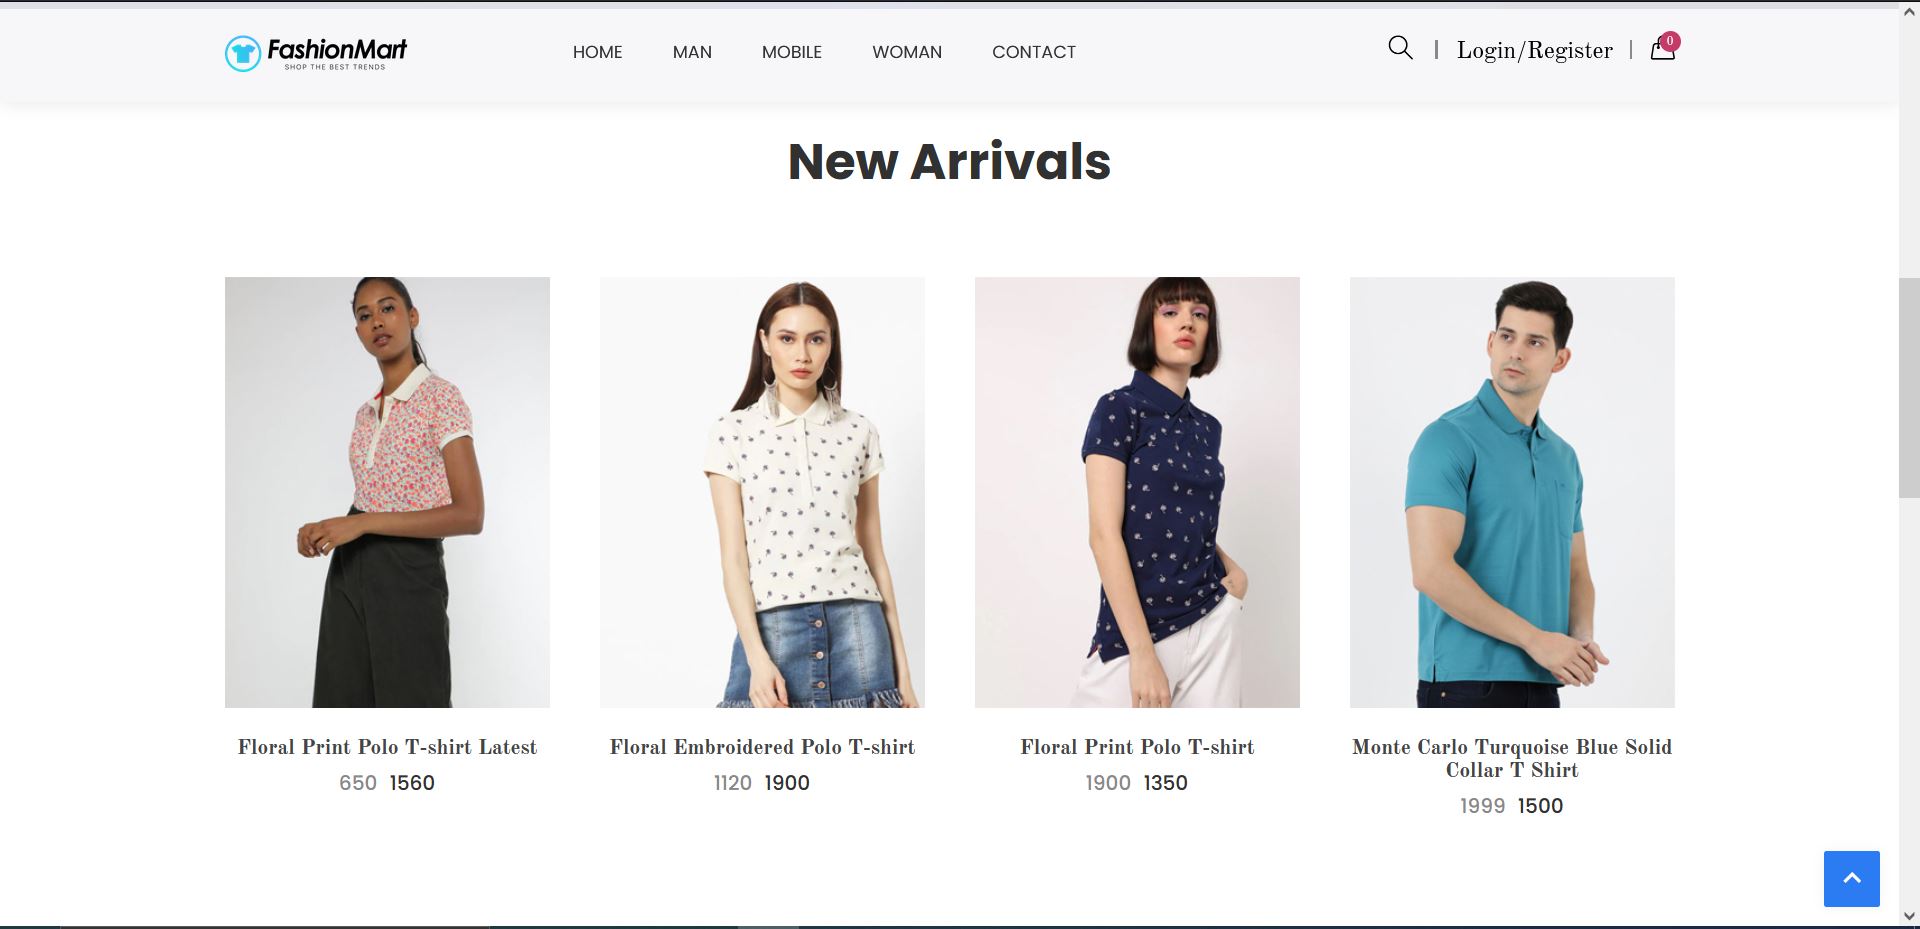 FashionMart
SHOP THE BEST TRENDS
HOME MAN MOBILE WOMAN CONTACT
| Login/Register | 0
New Arrivals
Floral Print Polo T-shirt Latest
650 1560
Floral Embroidered Polo T-shirt
1120 1900
Floral Print Polo T-shirt
1900 1350
Monte Carlo Turquoise Blue Solid
Collar T Shirt
1999 1500